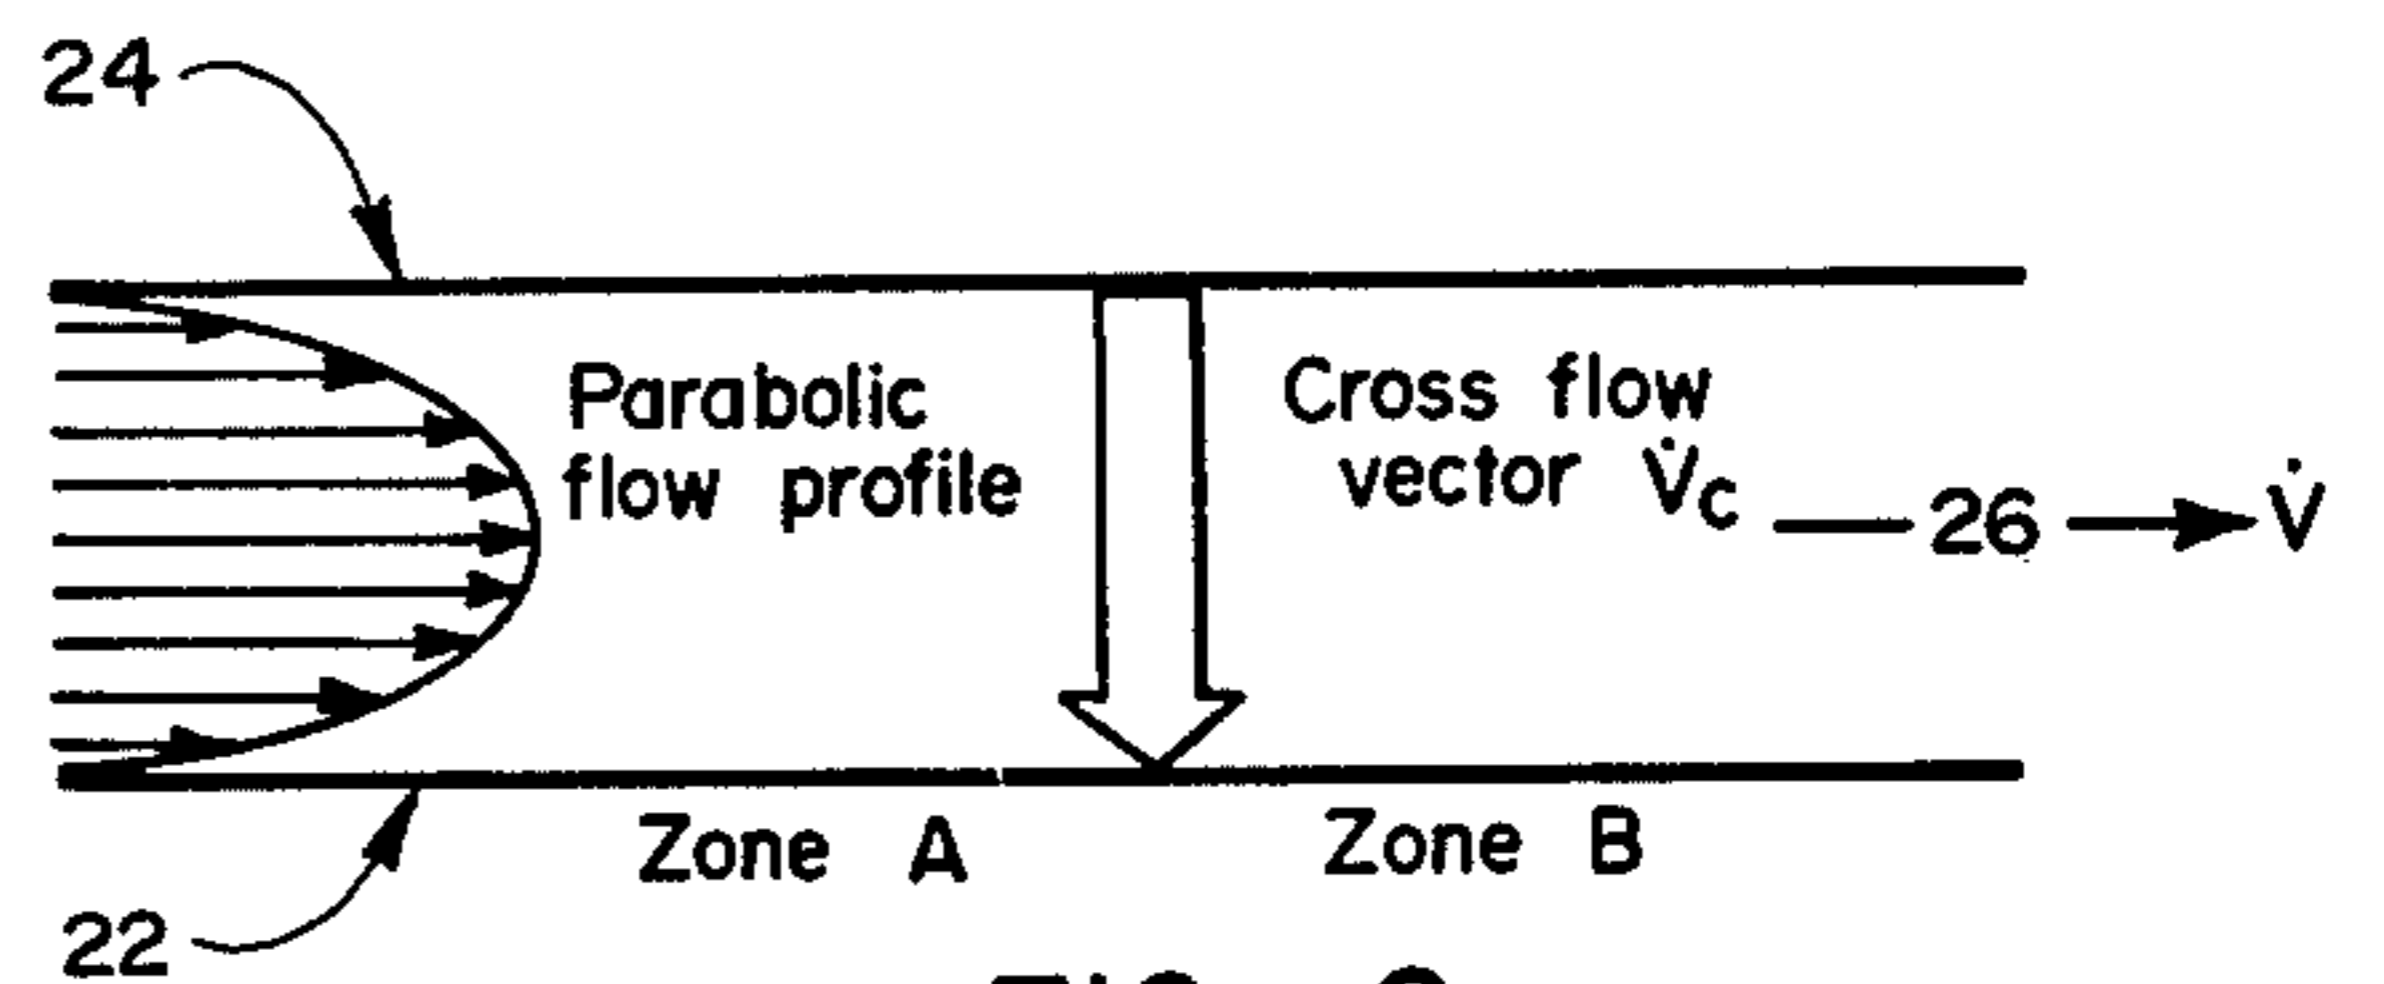 24
Parabolic
flow profile
Cross flow
vector V̇c — 26 → V̇
Zone A
Zone B
22